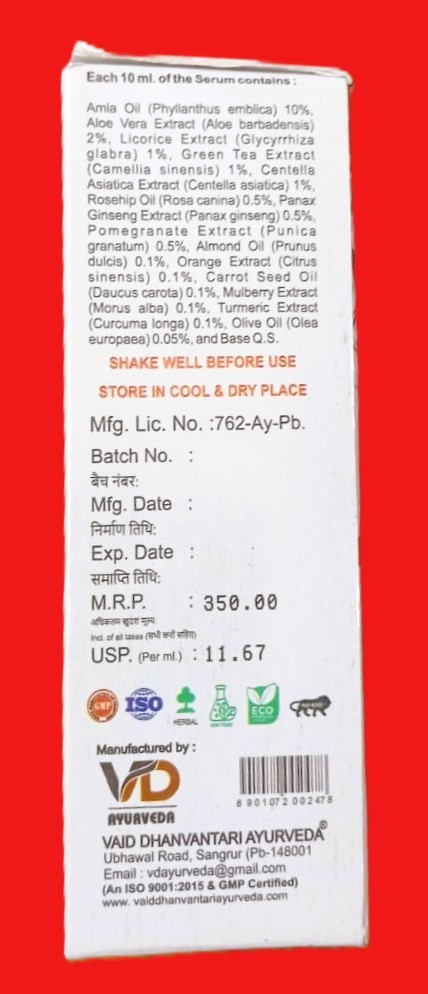 Each 10 ml. of the Serum contains :
Amla Oil (Phyllanthus emblica) 10%,
Aloe Vera Extract (Aloe barbadensis)
2%, Licorice Extract (Glycyrrhiza
glabra) 1%, Green Tea Extract
(Camellia sinensis) 1%, Centella
Asiatica Extract (Centella asiatica) 1%,
Rosehip Oil (Rosa canina) 0.5%, Panax
Ginseng Extract (Panax ginseng) 0.5%,
Pomegranate Extract (Punica
granatum) 0.5%, Almond Oil (Prunus
dulcis) 0.1%, Orange Extract (Citrus
sinensis) 0.1%, Carrot Seed Oil
(Daucus carota) 0.1%, Mulberry Extract
(Morus alba) 0.1%, Turmeric Extract
(Curcuma longa) 0.1%, Olive Oil (Olea
europaea) 0.05%, and Base Q.S.
SHAKE WELL BEFORE USE
STORE IN COOL & DRY PLACE
Mfg. Lic. No. :762-Ay-Pb.
Batch No. :
बैच नंबर:
Mfg. Date :
निर्माण तिथि:
Exp. Date :
समाप्ति तिथि:
M.R.P. : 350.00
अधिकतम खुदरा मूल्य
Incl. of all taxes (सभी करों सहित)
USP. (Per ml.) : 11.67
GMP ISO HERBAL ECO
Manufactured by :
VD
AYURVEDA
8 901072 002478
VAID DHANVANTARI AYURVEDA®
Ubhawal Road, Sangrur (Pb-148001
Email : vdayurveda@gmail.com
(An ISO 9001:2015 & GMP Certified)
www. vaiddhanvantariayurveda.com